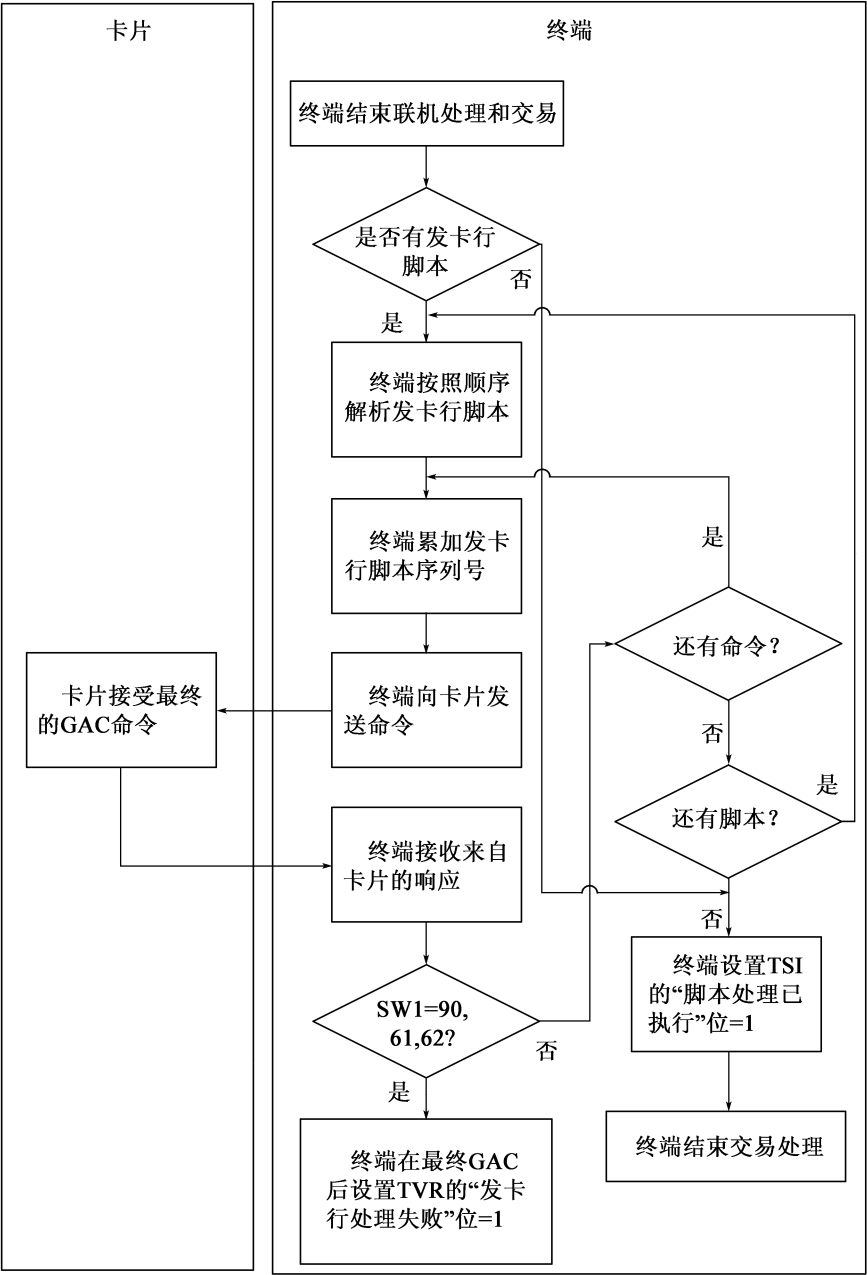 卡片
终端
终端结束联机处理和交易
是否有发卡行
脚本
否
是
终端按照顺序
解析发卡行脚本
终端累加发卡
行脚本序列号
是
还有命令？
卡片接受最终
的GAC命令
终端向卡片发
送命令
否
还有脚本？
是
终端接收来自
卡片的响应
否
终端设置TSI
的“脚本处理已
执行”位=1
SW1=90,
61,62?
否
是
终端结束交易处理
终端在最终GAC
后设置TVR的“发卡
行处理失败”位=1